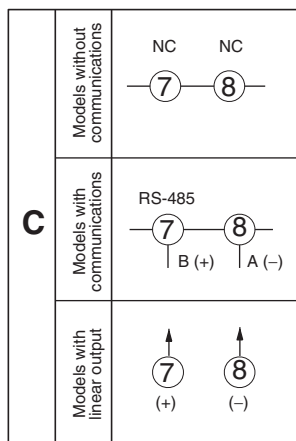 C
Models without
communications
NC NC
7 8
Models with
communications
RS-485
7 8
B (+) A (–)
Models with
linear output
7 8
(+) (–)